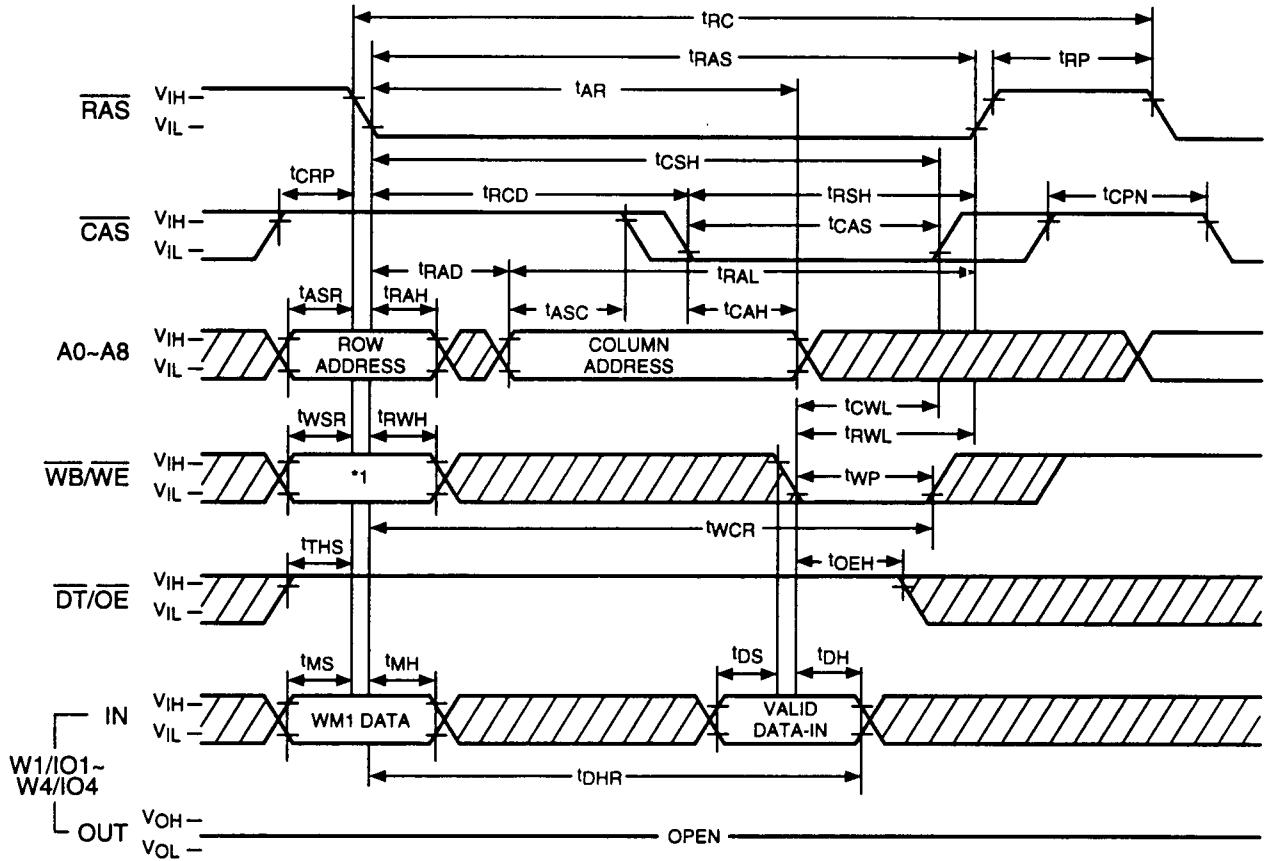 tRC
tRAS tRP
tAR
RAS VIH
VIL
tCSH
tCRP tRCD tRSH tCPN
CAS VIH
VIL
tCAS
tRAD tRAL
tASR tRAH tASC tCAH
A0~A8 VIH
VIL
ROW
ADDRESS
COLUMN
ADDRESS
tCWL
tWSR tRWH tRWL
WB/WE VIH
VIL
*1 tWP
tWCR
tTHS tOEH
DT/OE VIH
VIL
tMS tMH tDS tDH
IN VIH
VIL
WM1 DATA
VALID
DATA-IN
W1/IO1~
W4/IO4
tDHR
OUT VOH
VOL
OPEN